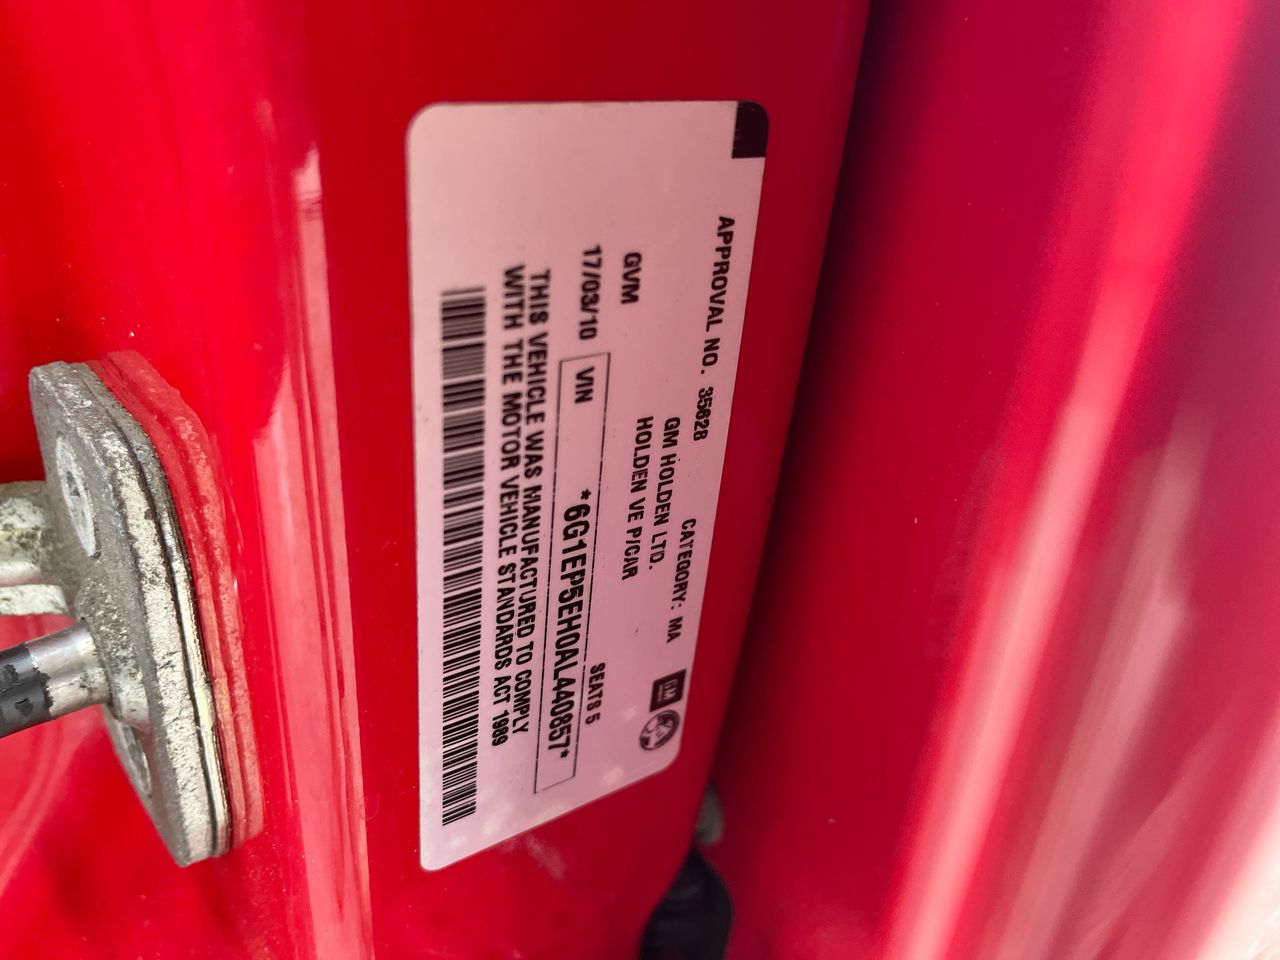 APPROVAL NO. 35628 CATEGORY: MA
GM
GM HOLDEN LTD.
GVM HOLDEN VE P/CAR
SEATS 5
17/03/10 VIN *6G1EP5EH0AL440857*
THIS VEHICLE WAS MANUFACTURED TO COMPLY
WITH THE MOTOR VEHICLE STANDARDS ACT 1989